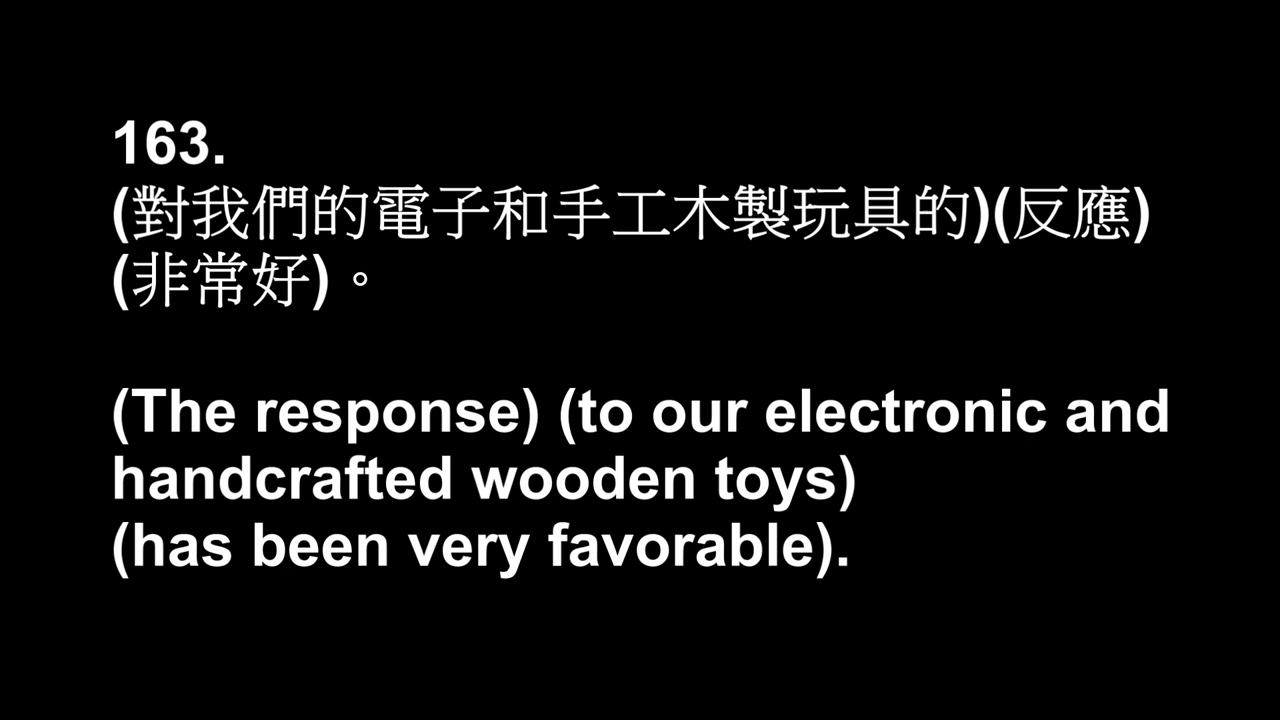 163.
(對我們的電子和手工木製玩具的)(反應)
(非常好)。
(The response) (to our electronic and
handcrafted wooden toys)
(has been very favorable).